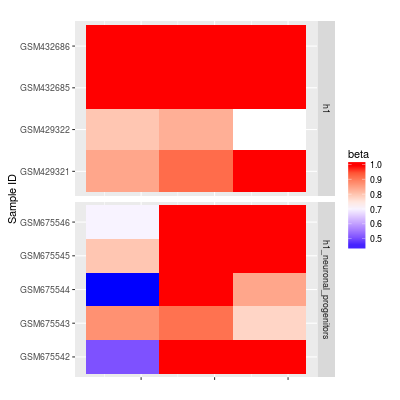 GSM432686
GSM432685
GSM429322
GSM429321
h1
Sample ID
GSM675546
GSM675545
GSM675544
GSM675543
GSM675542
h1_neuronal_progenitors
beta
1.0
0.9
0.8
0.7
0.6
0.5